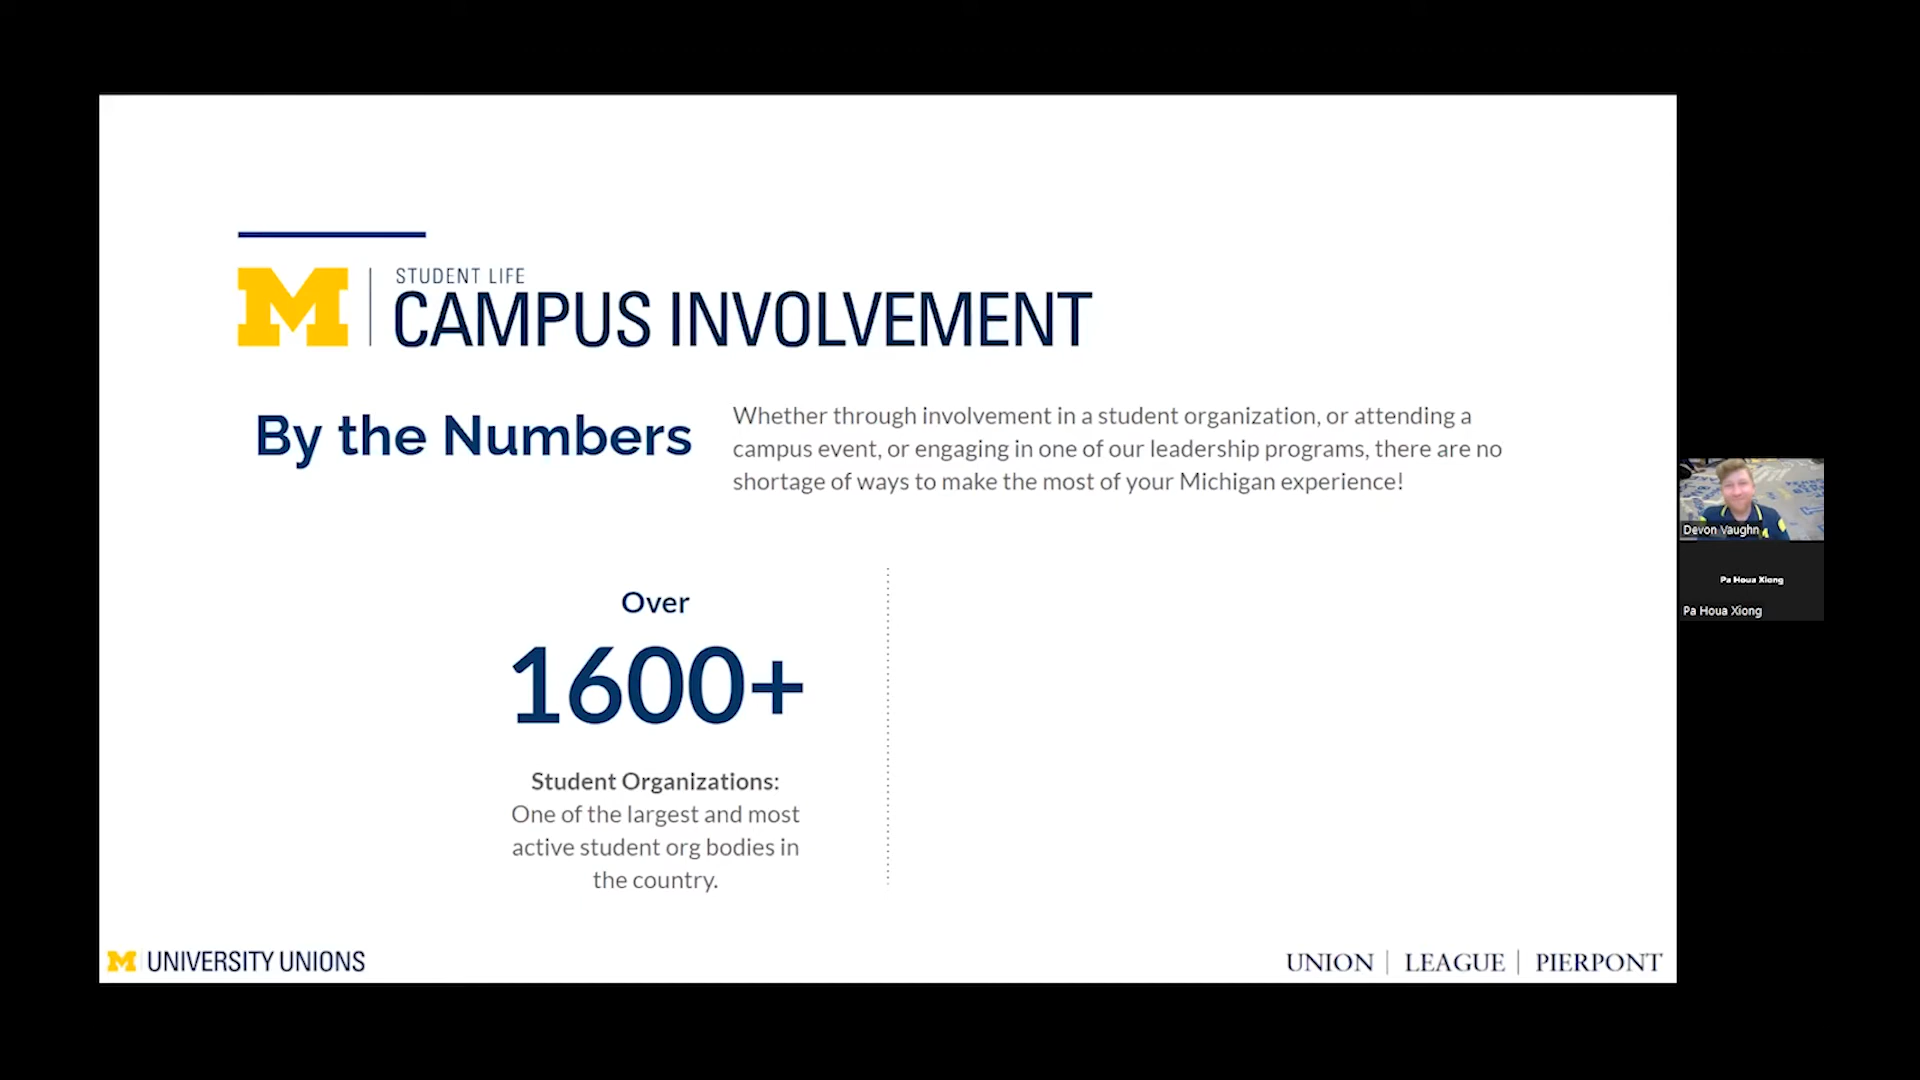 STUDENT LIFE
CAMPUS INVOLVEMENT
By the Numbers
Whether through involvement in a student organization, or attending a
campus event, or engaging in one of our leadership programs, there are no
shortage of ways to make the most of your Michigan experience!
Over
1600+
Student Organizations:
One of the largest and most
active student org bodies in
the country.
M UNIVERSITY UNIONS
UNION | LEAGUE | PIERPONT
Devon Vaughn
Pa Houa Xiong
Pa Houa Xiong